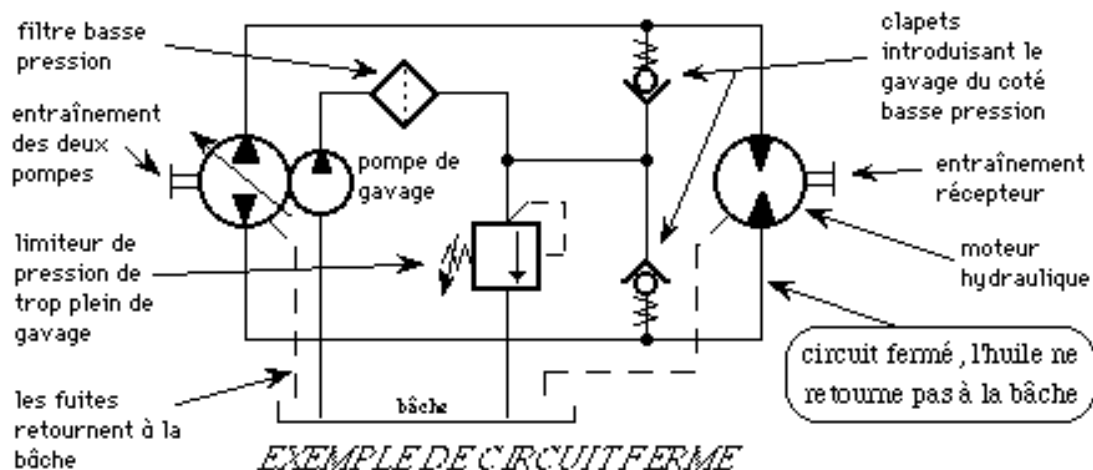 filtre basse
pression
entraînement
des deux
pompes
limiteur de
pression de
trop plein de
gavage
les fuites
retournent à la
bâche
pompe de
gavage
bâche
clapets
introduisant le
gavage du coté
basse pression
entraînement
récepteur
moteur
hydraulique
circuit fermé, l'huile ne
retourne pas à la bâche
EXEMPLE DE CIRCUIT FERME